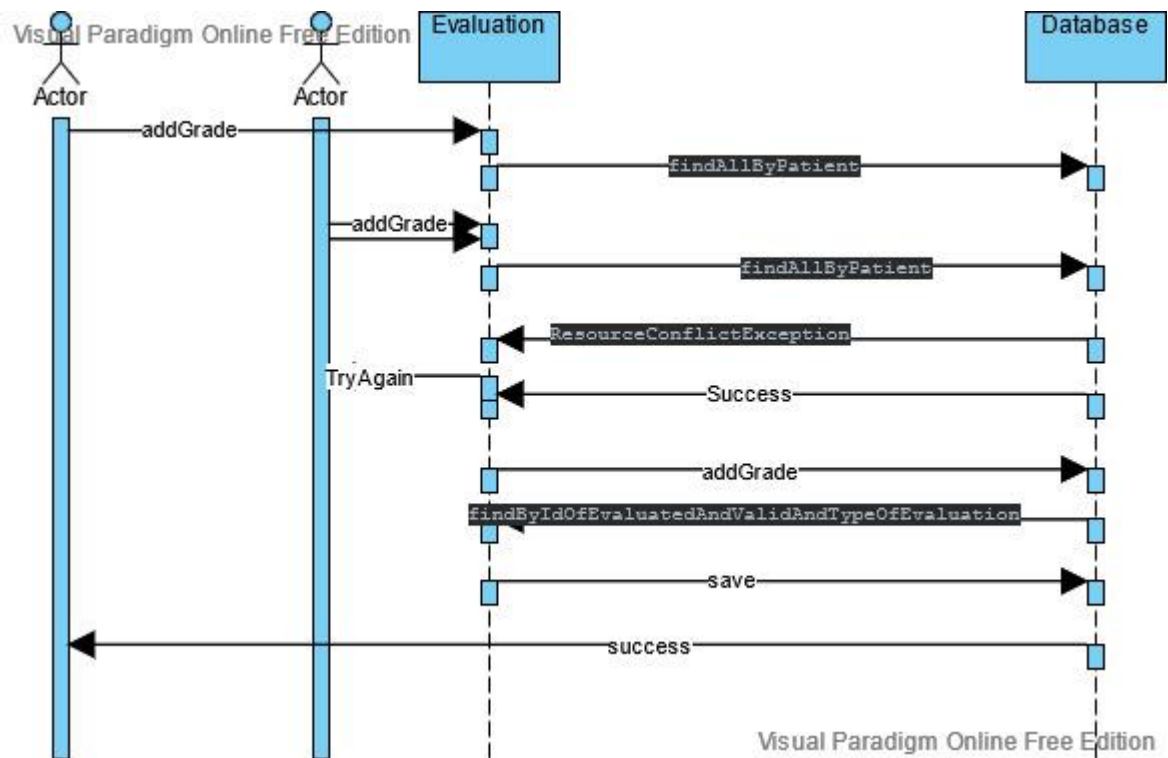 Visual Paradigm Online Free Edition
Evaluation
Database
Actor
Actor
addGrade
findAllByPatient
addGrade
findAllByPatient
ResourceConflictException
TryAgain
Success
addGrade
findByIdOfEvaluatedAndValidAndTypeOfEvaluation
save
success
Visual Paradigm Online Free Edition